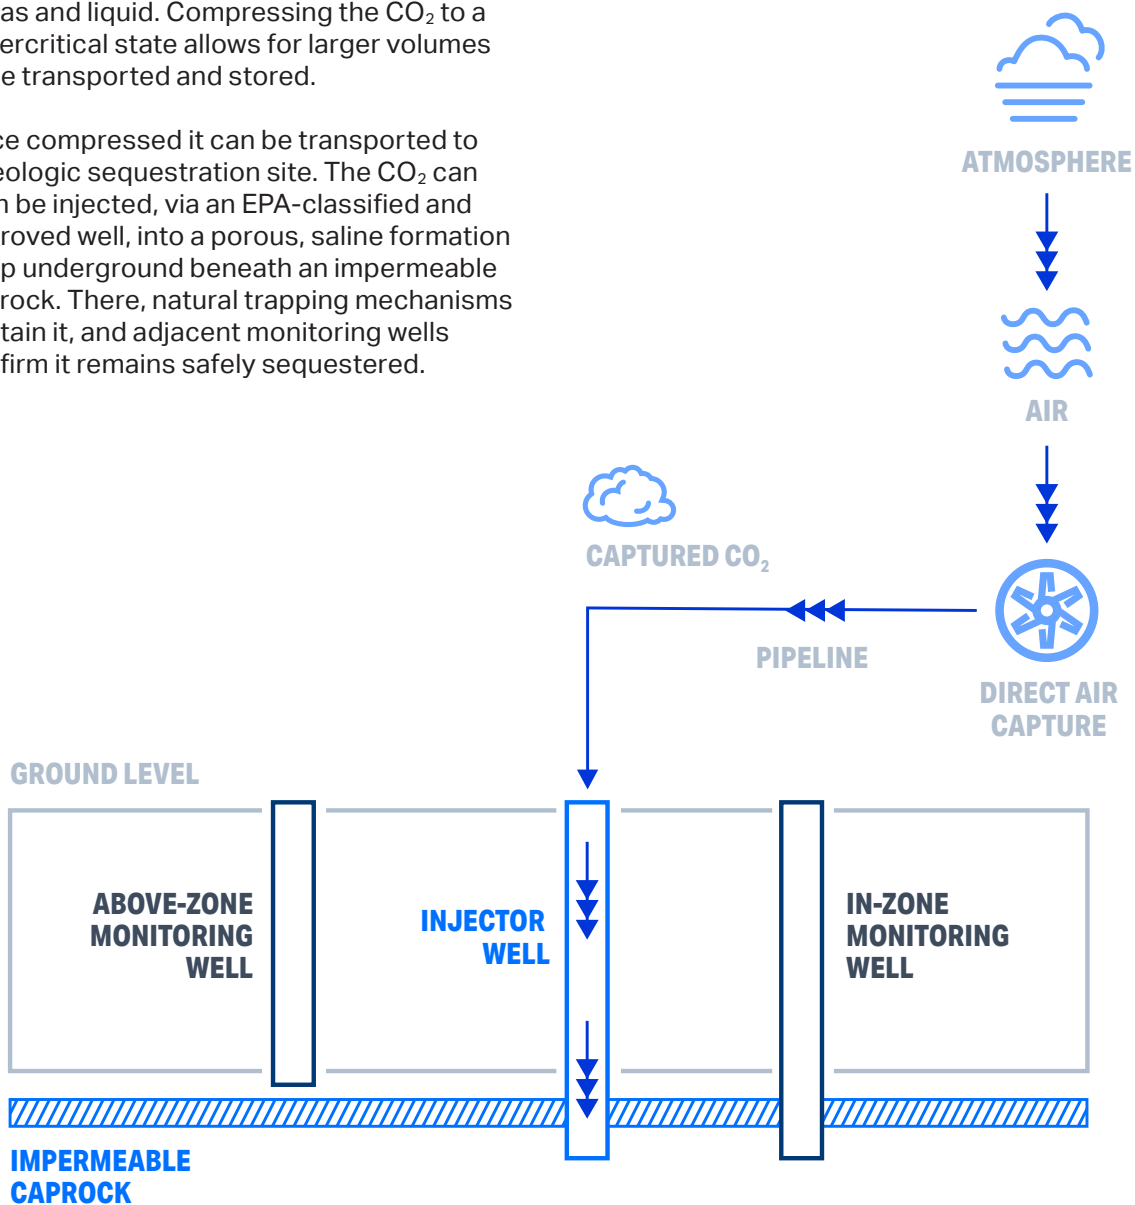 as and liquid. Compressing the CO₂ to a
ercritical state allows for larger volumes
e transported and stored.
ce compressed it can be transported to
eologic sequestration site. The CO₂ can
n be injected, via an EPA-classified and
roved well, into a porous, saline formation
p underground beneath an impermeable
rock. There, natural trapping mechanisms
tain it, and adjacent monitoring wells
firm it remains safely sequestered.
ATMOSPHERE
AIR
CAPTURED CO₂
PIPELINE
DIRECT AIR
CAPTURE
GROUND LEVEL
ABOVE-ZONE
MONITORING
WELL
INJECTOR
WELL
IN-ZONE
MONITORING
WELL
IMPERMEABLE
CAPROCK